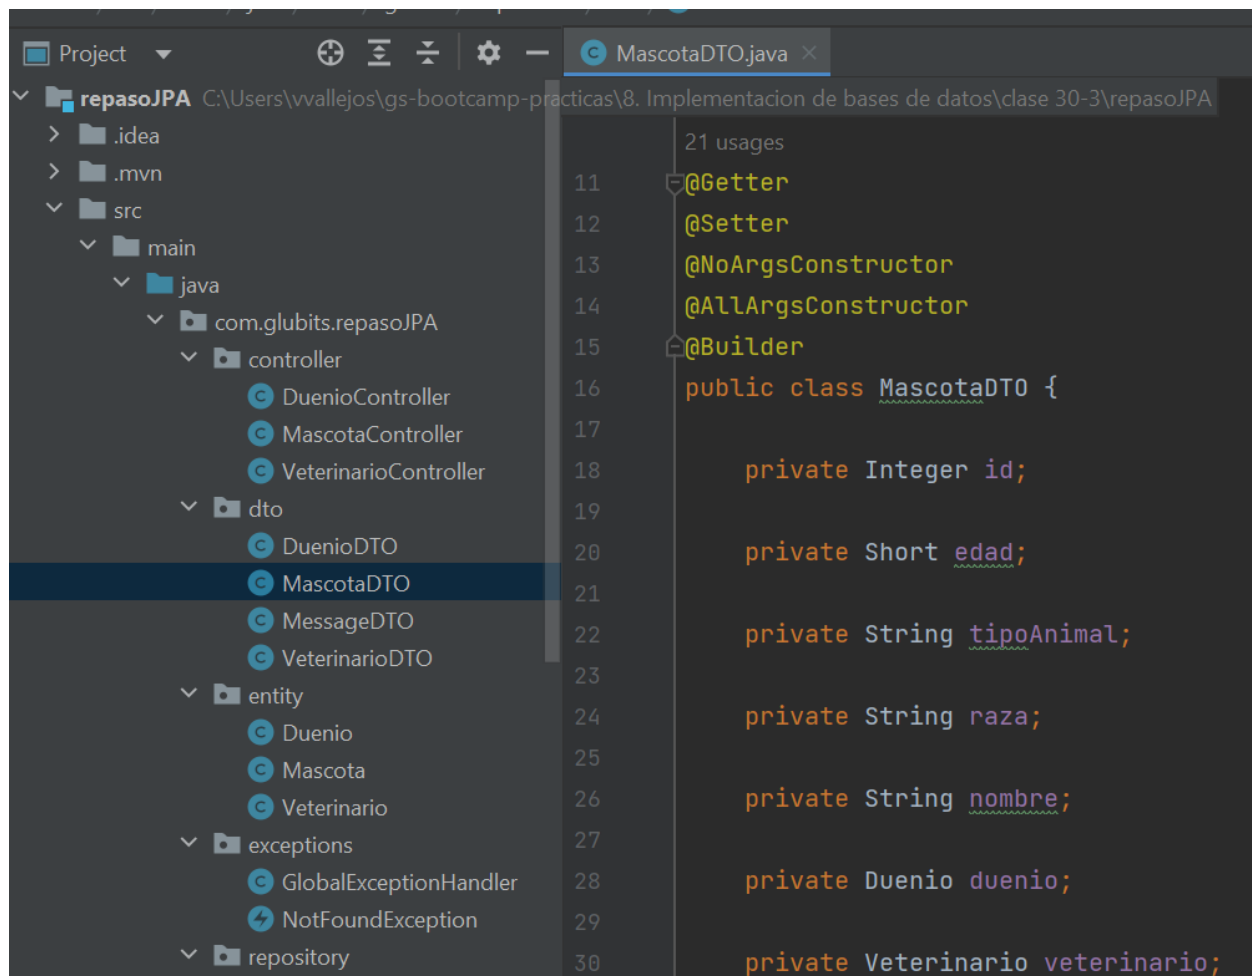 Project
repasoJPA C:\Users\vvallejos\gs-bootcamp-practicas\8. Implementacion de bases de datos\clase 30-3\repasoJPA
.idea
.mvn
src
main
java
com.glubits.repasoJPA
controller
DuenioController
MascotaController
VeterinarioController
dto
DuenioDTO
MascotaDTO
MessageDTO
VeterinarioDTO
entity
Duenio
Mascota
Veterinario
exceptions
GlobalExceptionHandler
NotFoundException
repository
MascotaDTO.java
21 usages
11 @Getter
12 @Setter
13 @NoArgsConstructor
14 @AllArgsConstructor
15 @Builder
16 public class MascotaDTO {
17
18 private Integer id;
19
20 private Short edad;
21
22 private String tipoAnimal;
23
24 private String raza;
25
26 private String nombre;
27
28 private Duenio duenio;
29
30 private Veterinario veterinario;